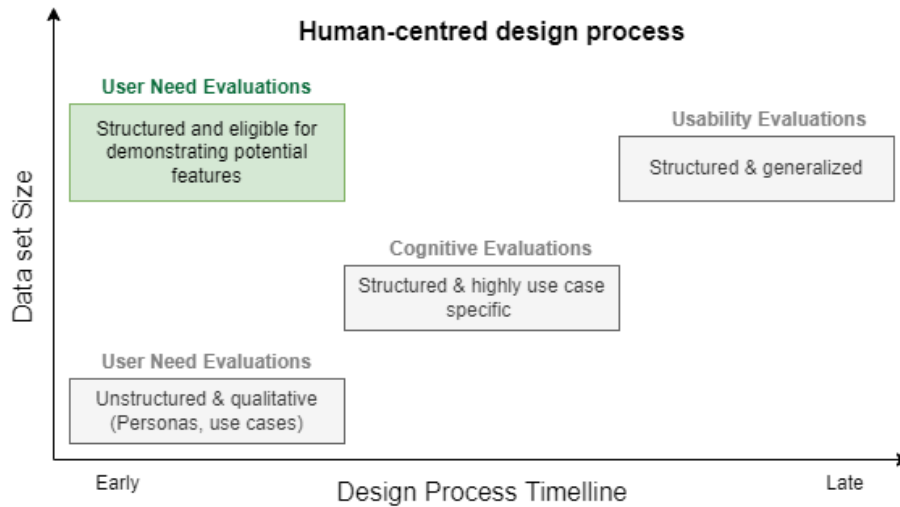 Human-centred design process
User Need Evaluations
Structured and eligible for
demonstrating potential
features
Usability Evaluations
Structured & generalized
Cognitive Evaluations
Structured & highly use case
specific
User Need Evaluations
Unstructured & qualitative
(Personas, use cases)
Data set Size
Early
Design Process Timelline
Late